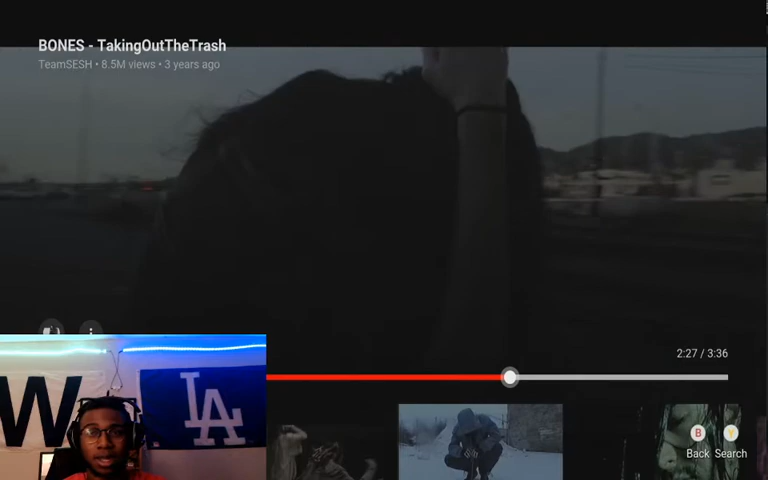 BONES - TakingOutTheTrash
TeamSESH • 8.5M views • 3 years ago
2:27 / 3:36
W
LA
B
Y
Back
Search